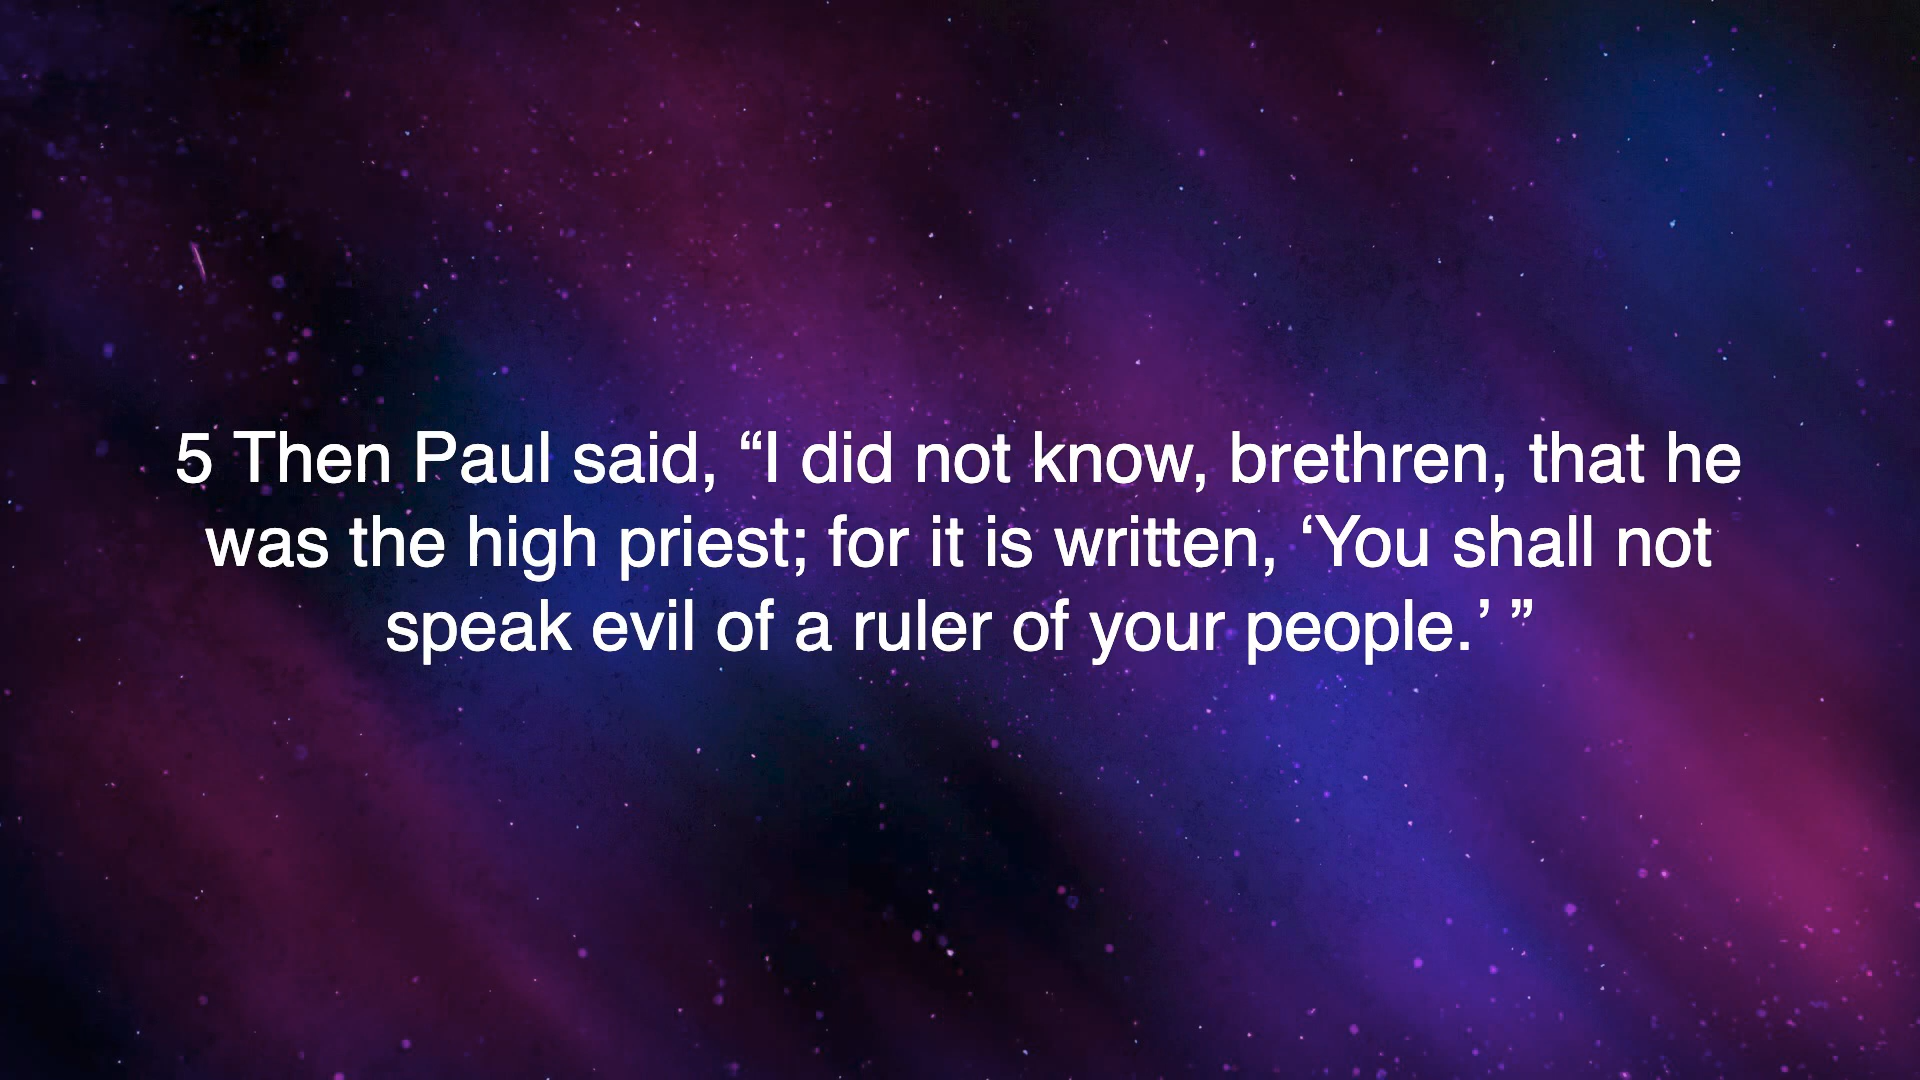 5 Then Paul said, “I did not know, brethren, that he
was the high priest; for it is written, ‘You shall not
speak evil of a ruler of your people.’ ”